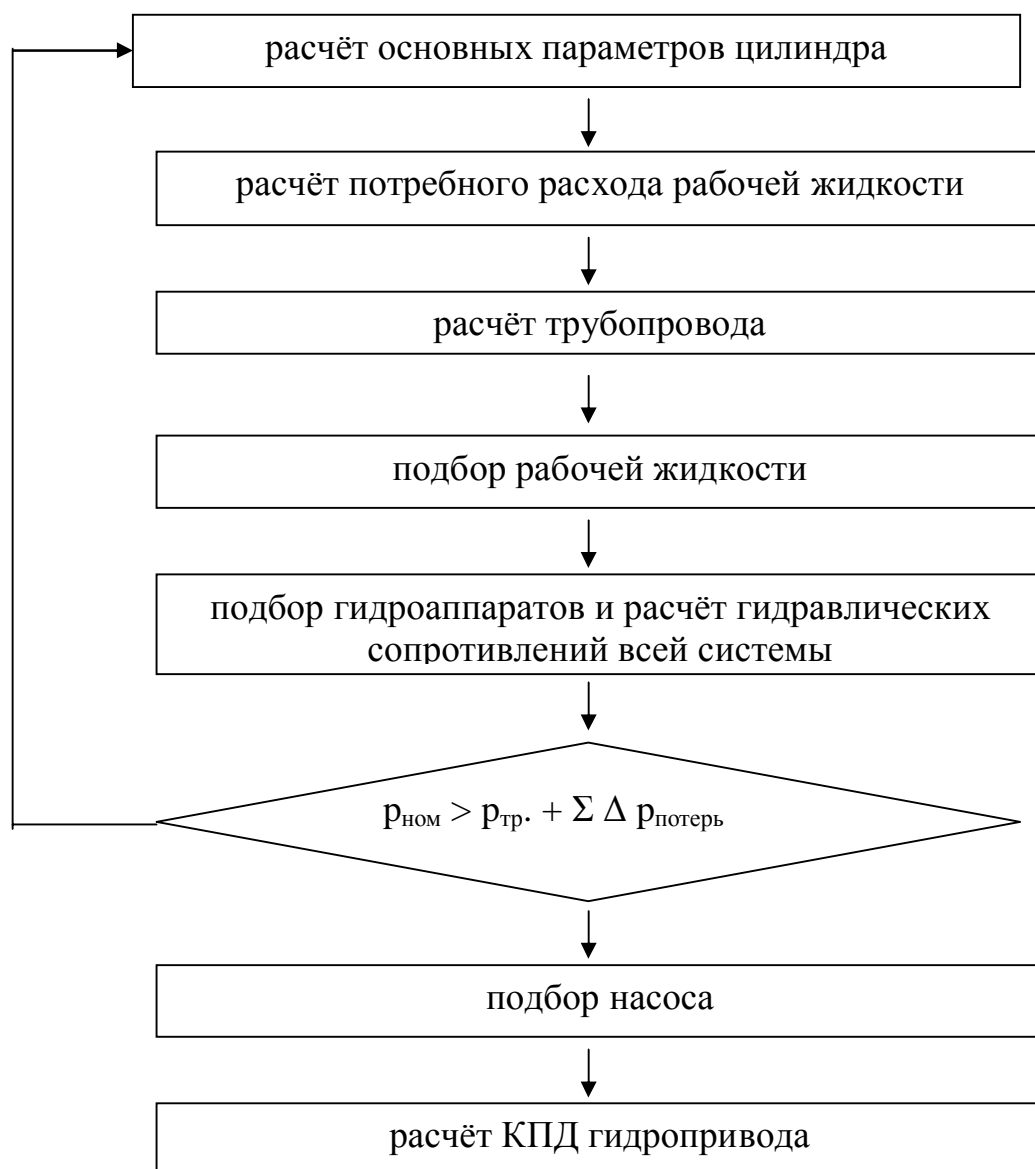 расчёт основных параметров цилиндра
расчёт потребного расхода рабочей жидкости
расчёт трубопровода
подбор рабочей жидкости
подбор гидроаппаратов и расчёт гидравлических
сопротивлений всей системы
pном > pтр. + Σ Δ pпотерь
подбор насоса
расчёт КПД гидропривода